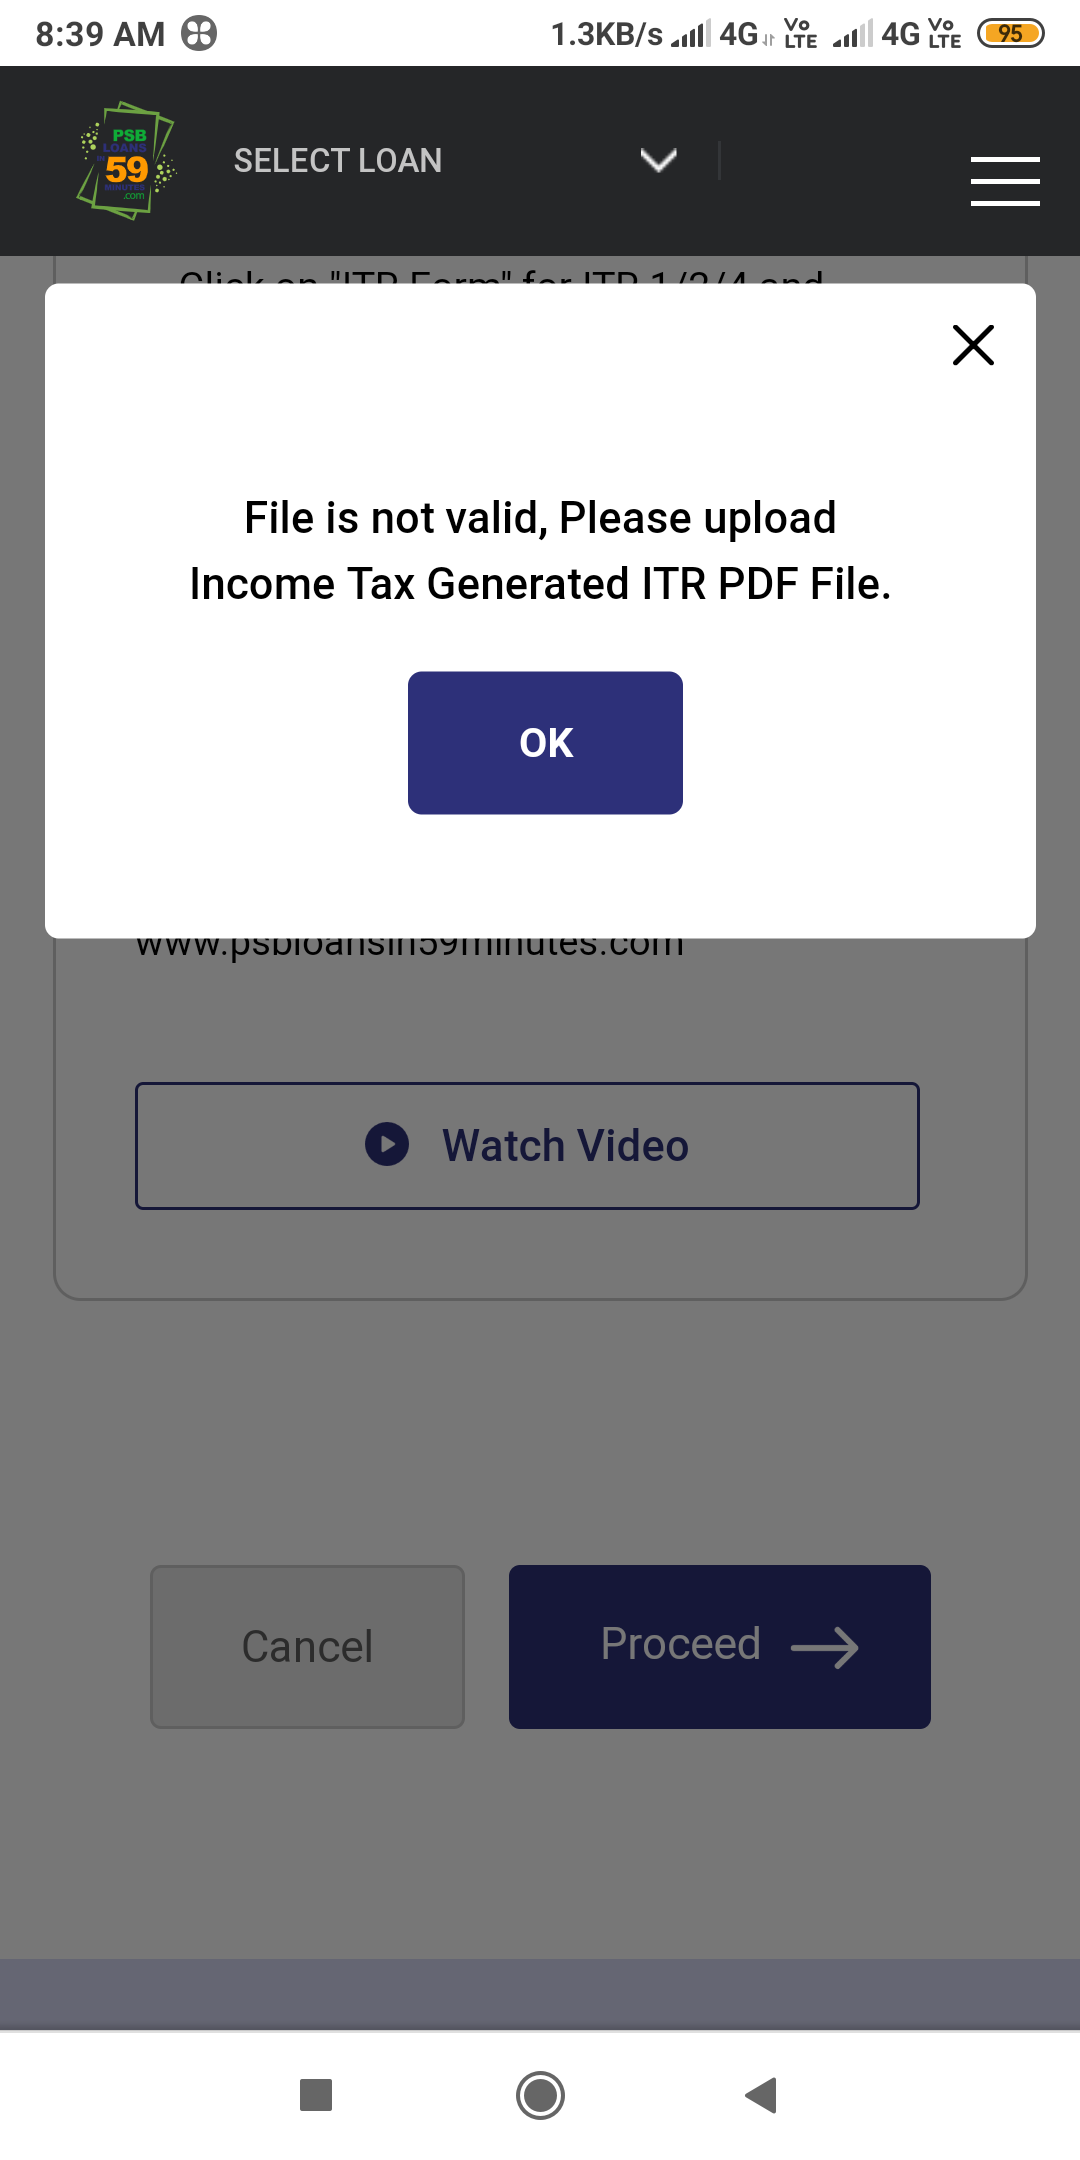 8:39 AM
1.3KB/s 4G Vo LTE 4G Vo LTE 95
PSB
LOANS
59
MINUTES
.com
SELECT LOAN
Click on "ITR Form" for ITR 1/2/4 and
File is not valid, Please upload
Income Tax Generated ITR PDF File.
OK
www.psbloansin59minutes.com
Watch Video
Cancel
Proceed